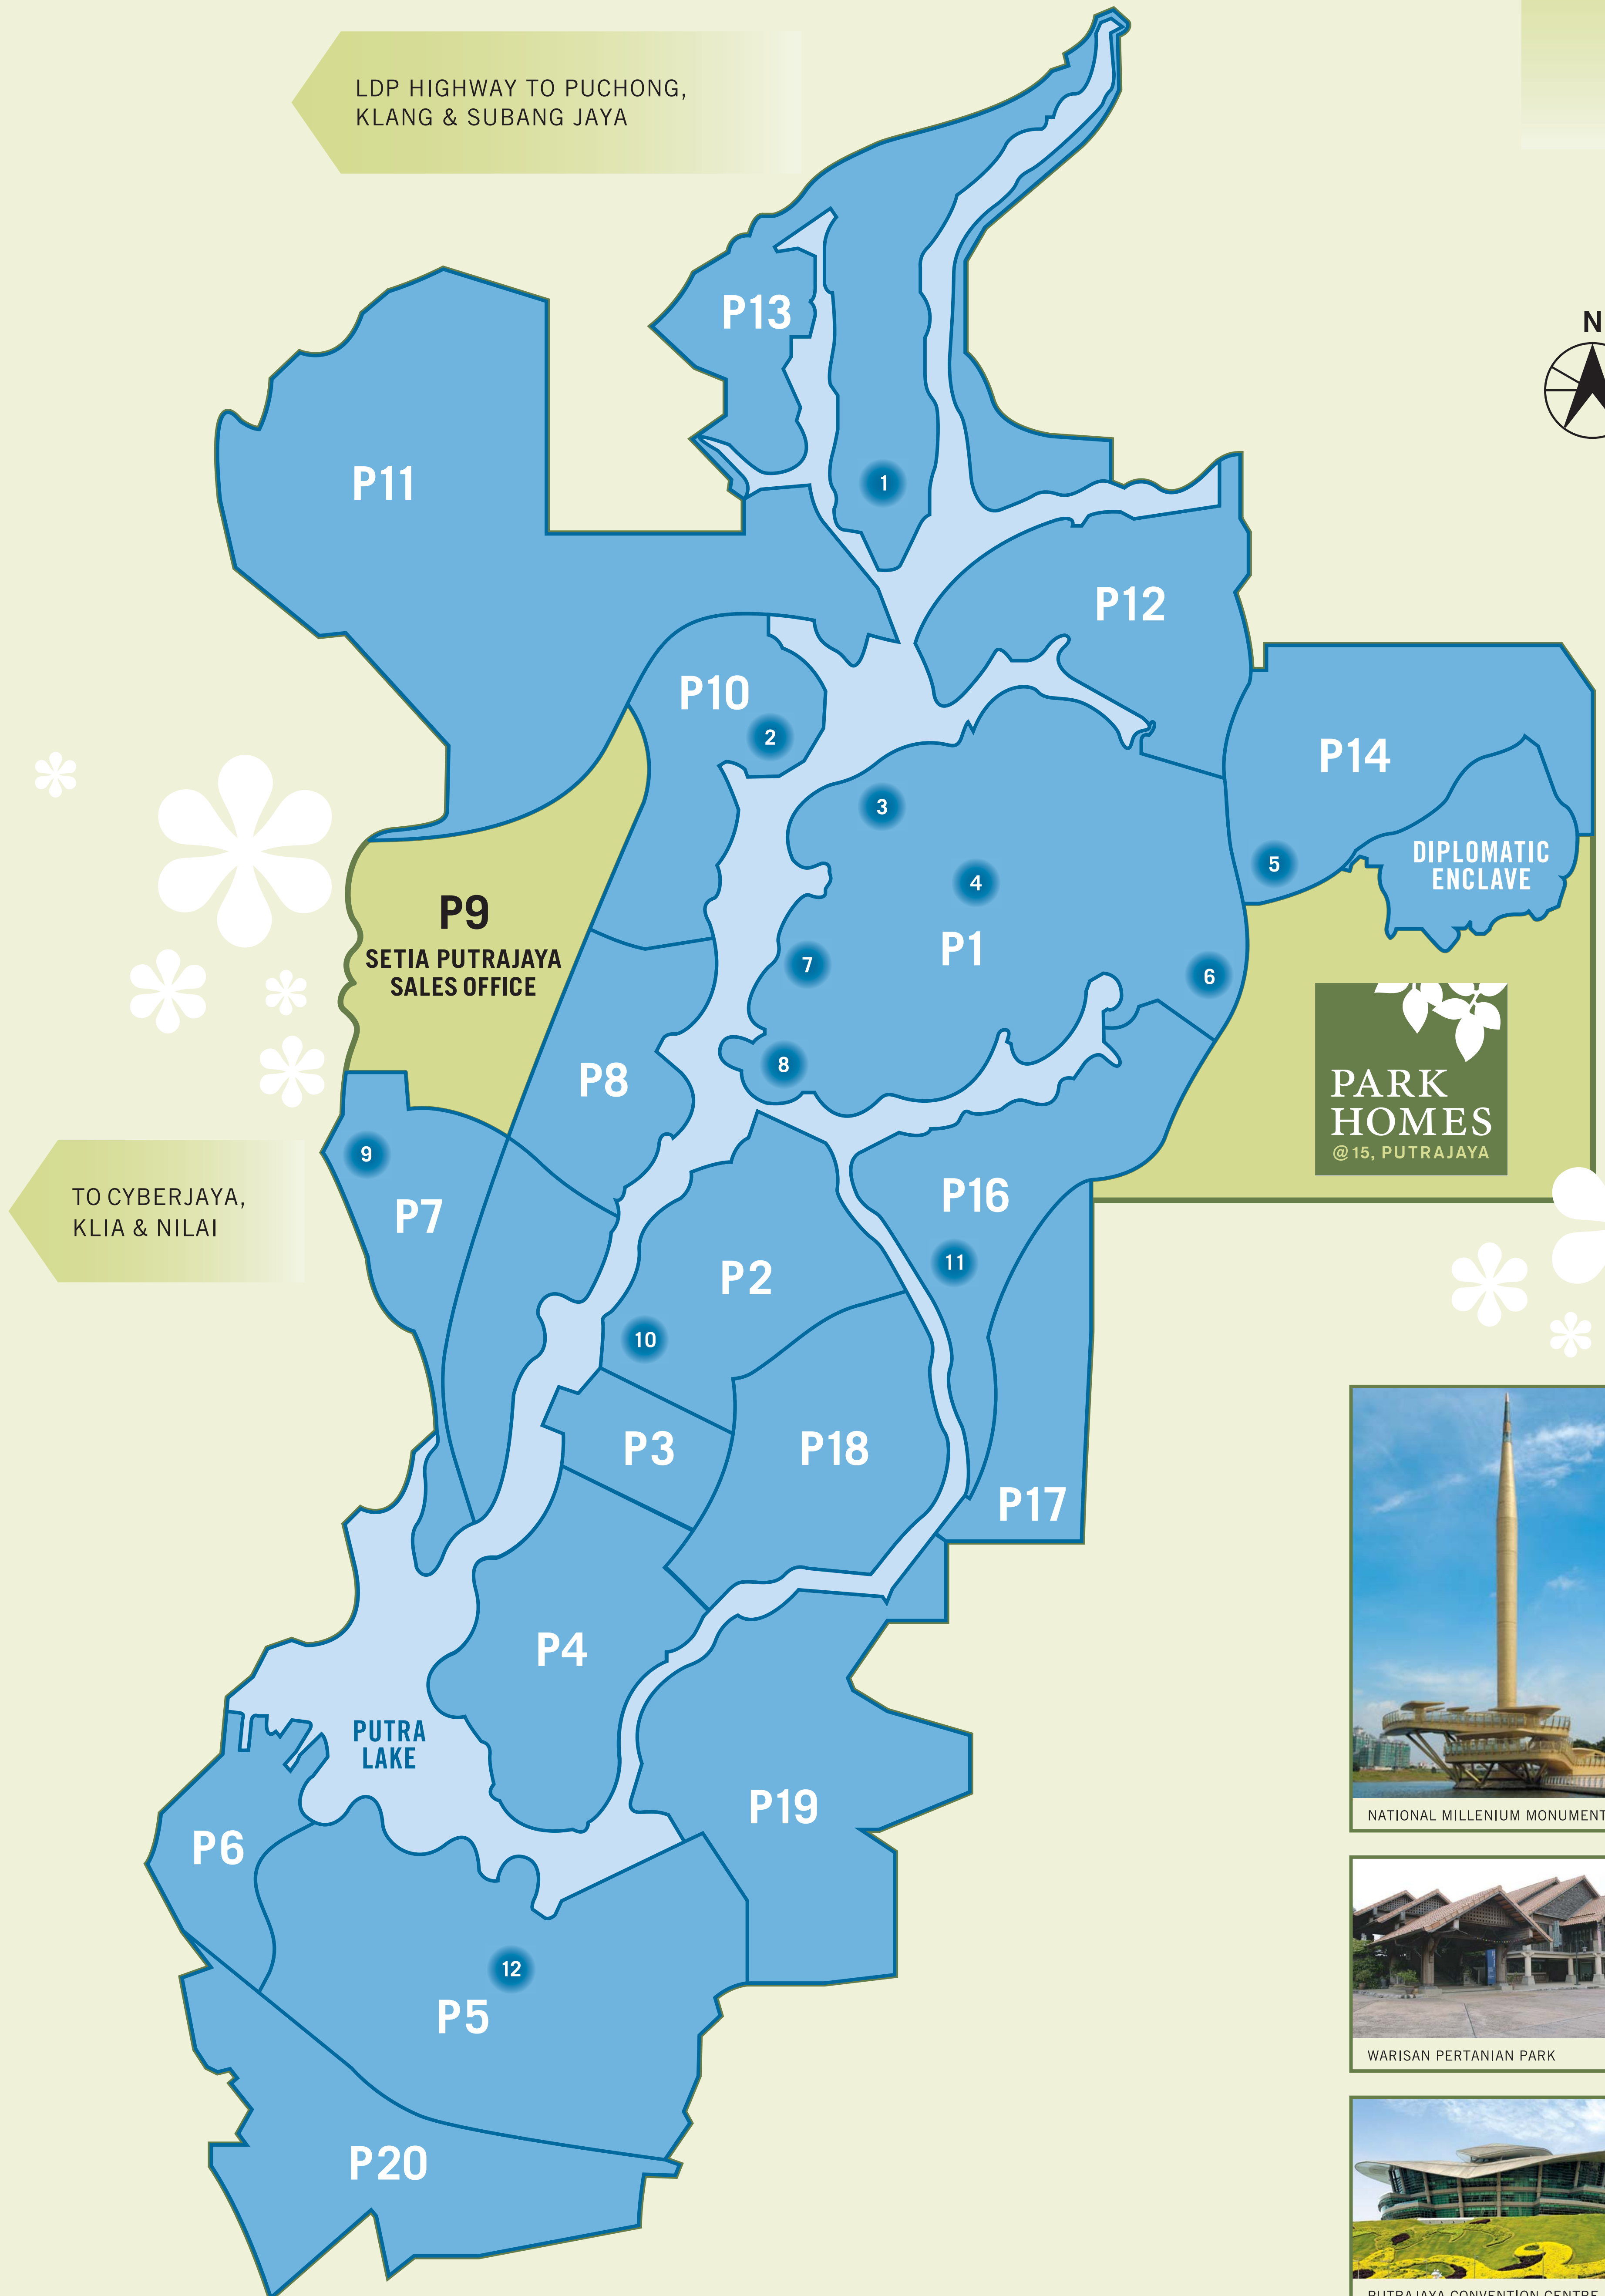 LDP HIGHWAY TO PUCHONG,
KLANG & SUBANG JAYA
N
P13
P11
1
P12
P10
2
P14
3
DIPLOMATIC
ENCLAVE
5
4
P9
SETIA PUTRAJAYA
SALES OFFICE
P1
7
6
8
P8
PARK
HOMES
@15, PUTRAJAYA
9
TO CYBERJAYA,
KLIA & NILAI
P7
P16
11
P2
10
P3
P18
P17
P4
PUTRA
LAKE
P19
P6
12
P5
P20
NATIONAL MILLENIUM MONUMENT
WARISAN PERTANIAN PARK
PUTRAJAYA CONVENTION CENTRE